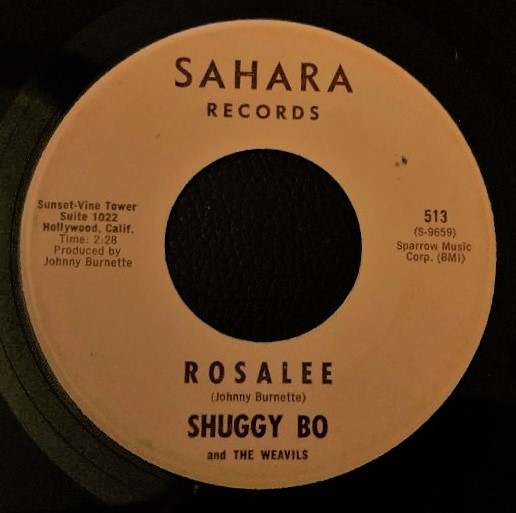 SAHARA
RECORDS
Sunset-Vine Tower
Suite 1022
Hollywood, Calif.
Time: 2:28
Produced by
Johnny Burnette
513
(S-9659)
Sparrow Music
Corp. (BMI)
ROSALEE
(Johnny Burnette)
SHUGGY BO
and THE WEAVILS